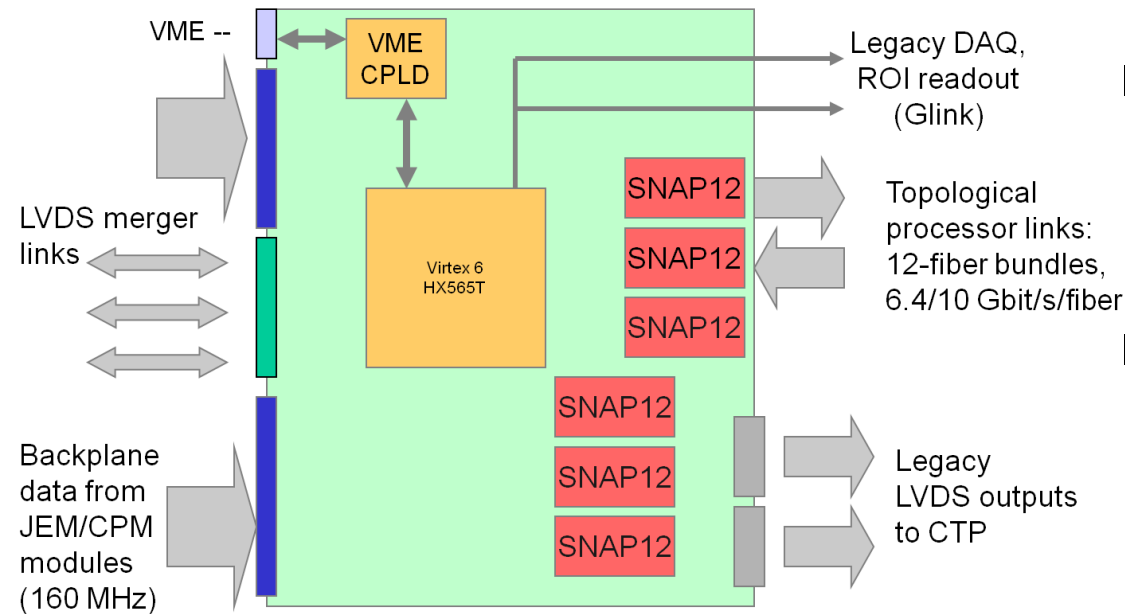 VME --
VME
CPLD
Legacy DAQ,
ROI readout
(Glink)
SNAP12
SNAP12
SNAP12
Topological
processor links:
12-fiber bundles,
6.4/10 Gbit/s/fiber
LVDS merger
links
Virtex 6
HX565T
SNAP12
SNAP12
SNAP12
Backplane
data from
JEM/CPM
modules
(160 MHz)
Legacy
LVDS outputs
to CTP